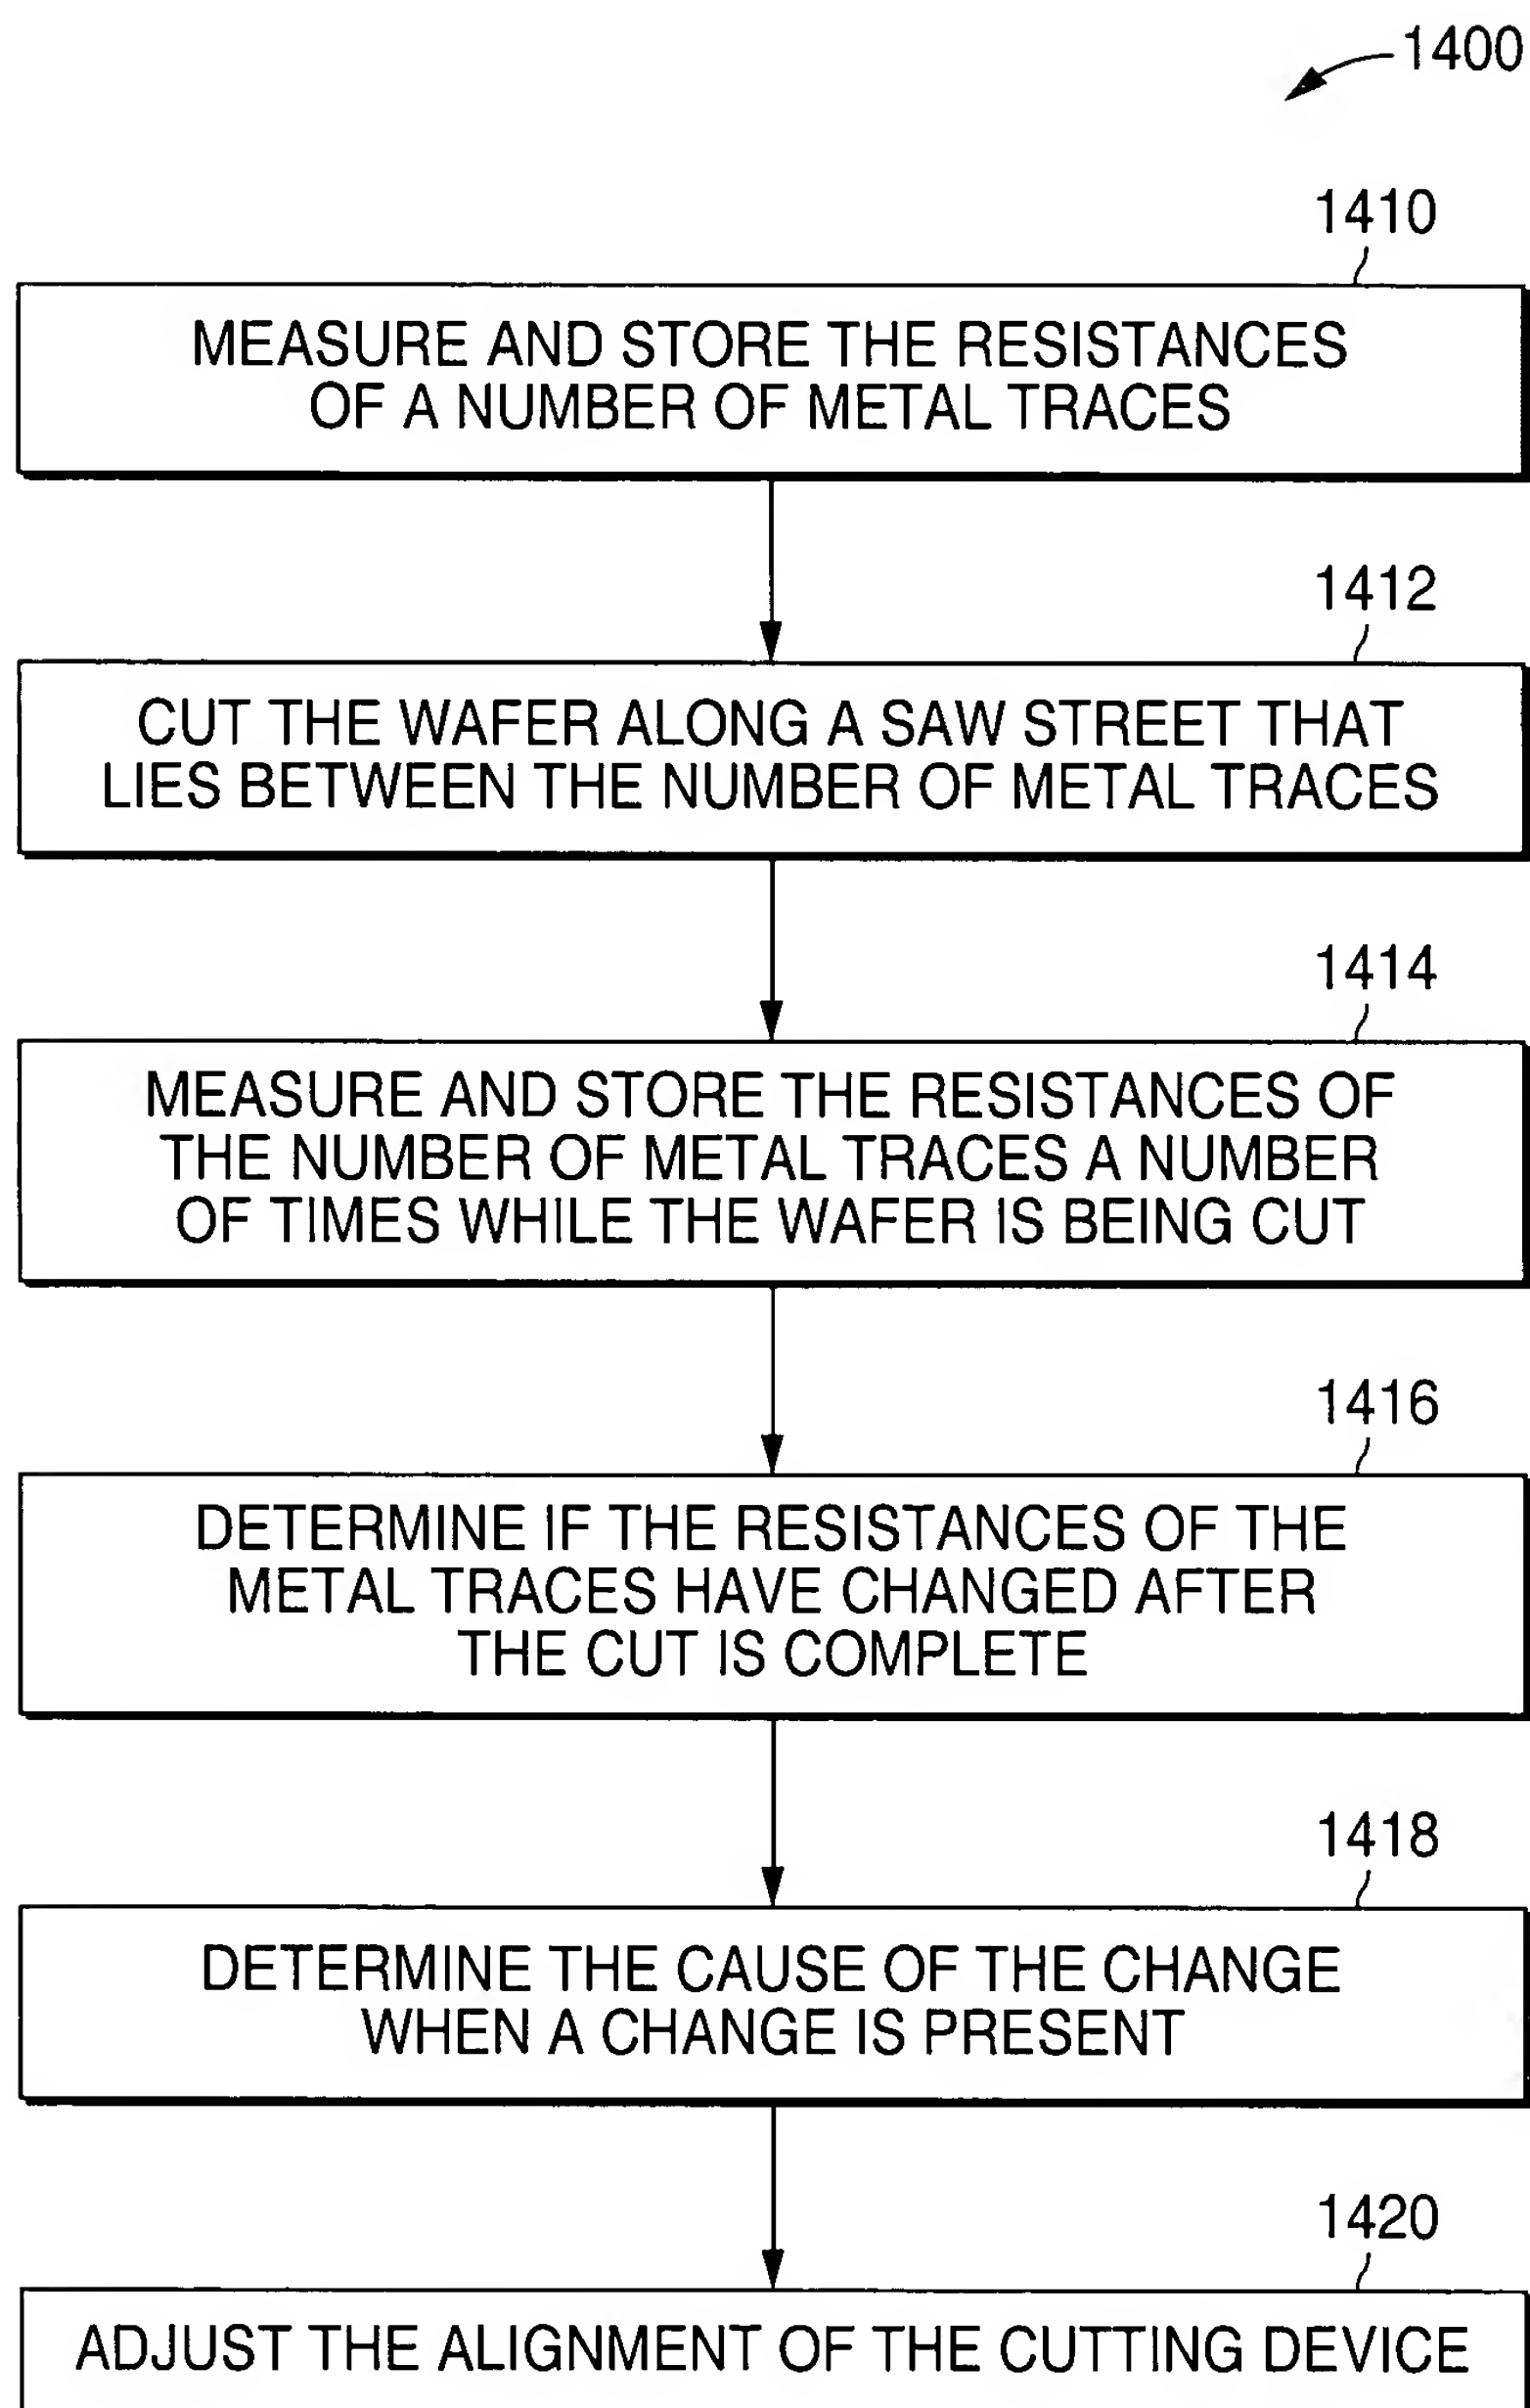 1400
1410
MEASURE AND STORE THE RESISTANCES
OF A NUMBER OF METAL TRACES
1412
CUT THE WAFER ALONG A SAW STREET THAT
LIES BETWEEN THE NUMBER OF METAL TRACES
1414
MEASURE AND STORE THE RESISTANCES OF
THE NUMBER OF METAL TRACES A NUMBER
OF TIMES WHILE THE WAFER IS BEING CUT
1416
DETERMINE IF THE RESISTANCES OF THE
METAL TRACES HAVE CHANGED AFTER
THE CUT IS COMPLETE
1418
DETERMINE THE CAUSE OF THE CHANGE
WHEN A CHANGE IS PRESENT
1420
ADJUST THE ALIGNMENT OF THE CUTTING DEVICE